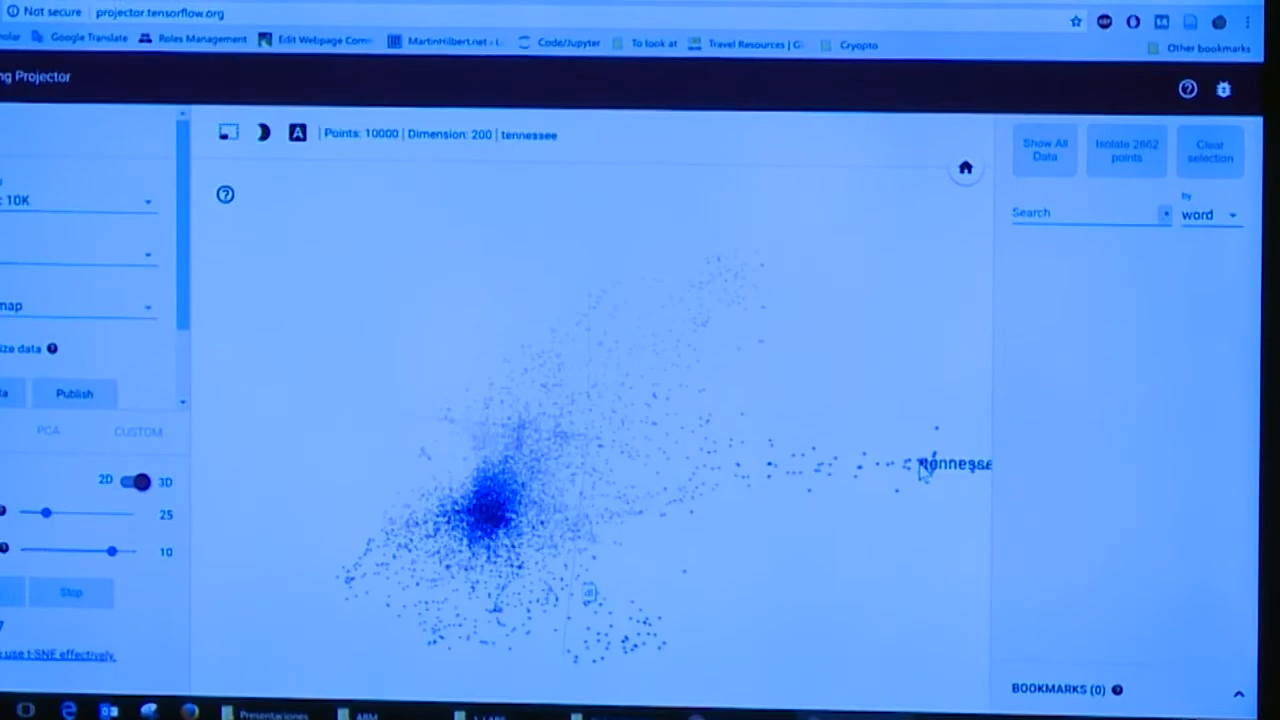 Not secure | projector.tensorflow.org
Google Translate Roles Management Edit Webpage Com MartinHilbert.net Code/Jupyter To look at Travel Resources | G Cryopto Other bookmarks
ng Projector
A | Points: 10000 | Dimension: 200 | tennessee
Show All Data
Isolate 2662 points
Clear selection
: 10K
Search
by
word
map
ize data
Publish
PCA CUSTOM
2D 3D
25
10
Stop
use t-SNE effectively.
tennesse
BOOKMARKS (0)
Presentaciones ABM